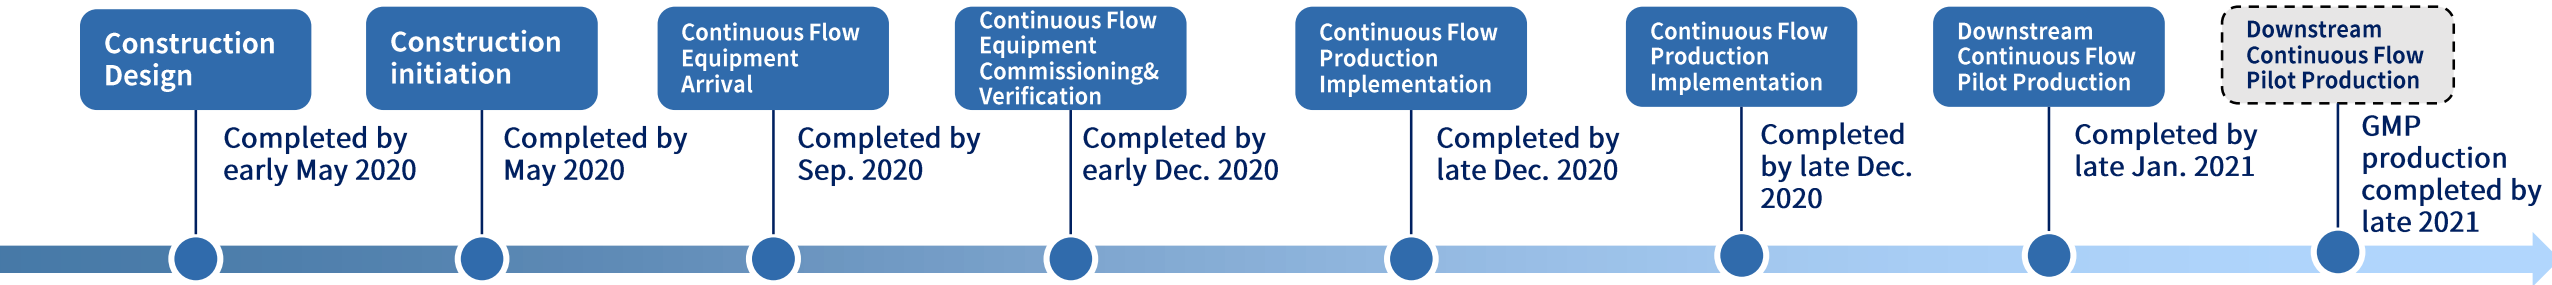 Construction
Design
Completed by
early May 2020
Construction
initiation
Completed by
May 2020
Continuous Flow
Equipment
Arrival
Completed by
Sep. 2020
Continuous Flow
Equipment
Commissioning&
Verification
Completed by
early Dec. 2020
Continuous Flow
Production
Implementation
Completed by
late Dec. 2020
Continuous Flow
Production
Implementation
Completed
by late Dec.
2020
Downstream
Continuous Flow
Pilot Production
Completed by
late Jan. 2021
Downstream
Continuous Flow
Pilot Production
GMP
production
completed by
late 2021